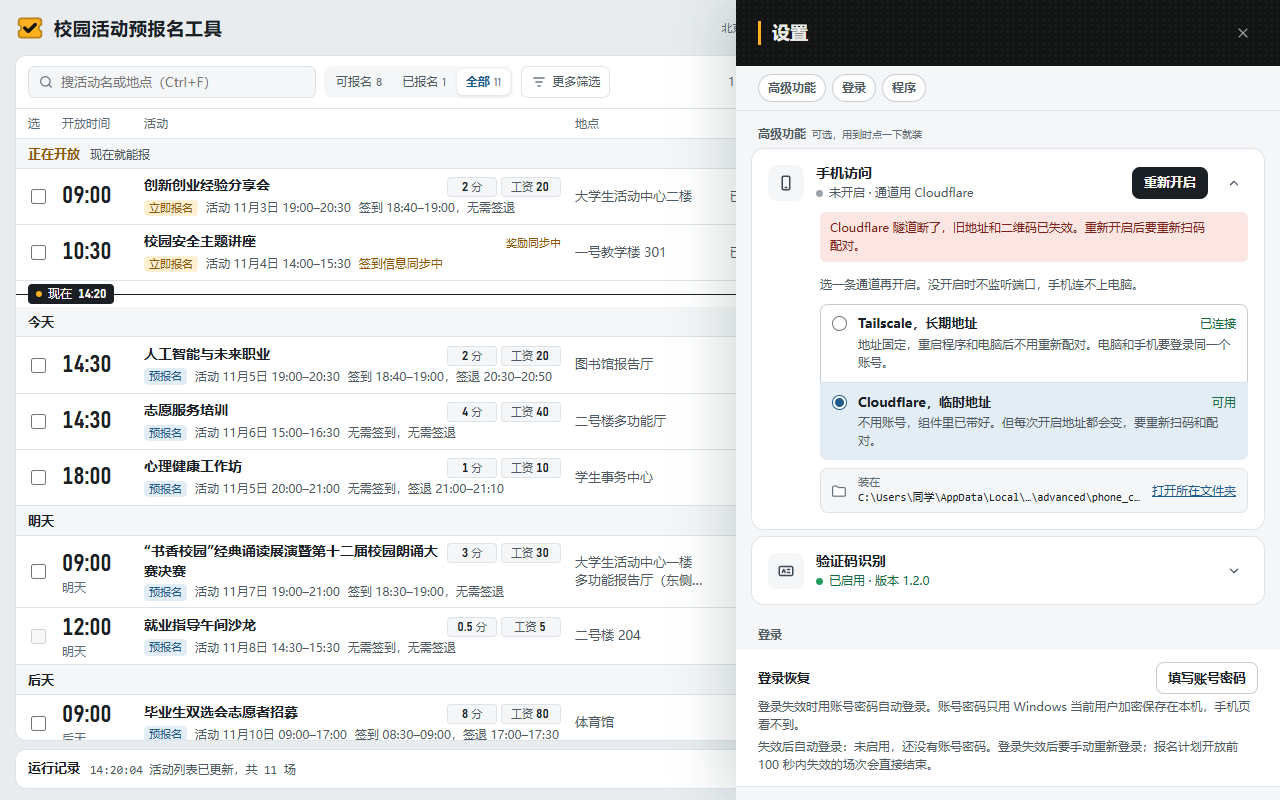 校园活动预报名工具
搜活动名或地点（Ctrl+F）
可报名 8
已报名 1
全部 11
更多筛选
选 开放时间 活动 地点
正在开放 现在就能报
09:00
创新创业经验分享会
2 分
工资 20
立即报名 活动 11月3日 19:00–20:30 签到 18:40–19:00，无需签退
大学生活动中心二楼
10:30
校园安全主题讲座
奖励同步中
立即报名 活动 11月4日 14:00–15:30 签到信息同步中
一号教学楼 301
现在 14:20
今天
14:30
人工智能与未来职业
2 分
工资 20
预报名 活动 11月5日 19:00–20:30 签到 18:40–19:00，签退 20:30–20:50
图书馆报告厅
14:30
志愿服务培训
4 分
工资 40
预报名 活动 11月6日 15:00–16:30 无需签到，无需签退
二号楼多功能厅
18:00
心理健康工作坊
1 分
工资 10
预报名 活动 11月5日 20:00–21:00 无需签到，签退 21:00–21:10
学生事务中心
明天
09:00
明天
“书香校园”经典诵读展演暨第十二届校园朗诵大
赛决赛
3 分
工资 30
预报名 活动 11月7日 19:00–21:00 签到 18:30–19:00，无需签退
大学生活动中心一楼
多功能报告厅（东侧...
12:00
明天
就业指导午间沙龙
0.5 分
工资 5
预报名 活动 11月8日 14:30–15:30 无需签到，无需签退
二号楼 204
后天
09:00
后天
毕业生双选会志愿者招募
8 分
工资 80
预报名 活动 11月10日 09:00–17:00 签到 08:30–09:00，签退 17:00–17:30
体育馆
运行记录 14:20:04 活动列表已更新，共 11 场
设置
高级功能
登录
程序
高级功能 可选，用到时点一下就装
手机访问
未开启 · 通道用 Cloudflare
重新开启
Cloudflare 隧道断了，旧地址和二维码已失效。重新开启后要重新扫码
配对。
选一条通道再开启。没开启时不监听端口，手机连不上电脑。
Tailscale，长期地址
已连接
地址固定，重启程序和电脑后不用重新配对。电脑和手机要登录同一个
账号。
Cloudflare，临时地址
可用
不用账号，组件里已带好。但每次开启地址都会变，要重新扫码和配
对。
装在
C:\Users\同学\AppData\Local\…\advanced\phone_c…
打开所在文件夹
验证码识别
已启用 · 版本 1.2.0
登录
登录恢复
填写账号密码
登录失效时用账号密码自动登录。账号密码只用 Windows 当前用户加密保存在本机，手机页
看不到。
失效后自动登录：未启用，还没有账号密码。登录失效后要手动重新登录；报名计划开放前
100 秒内失效的场次会直接结束。